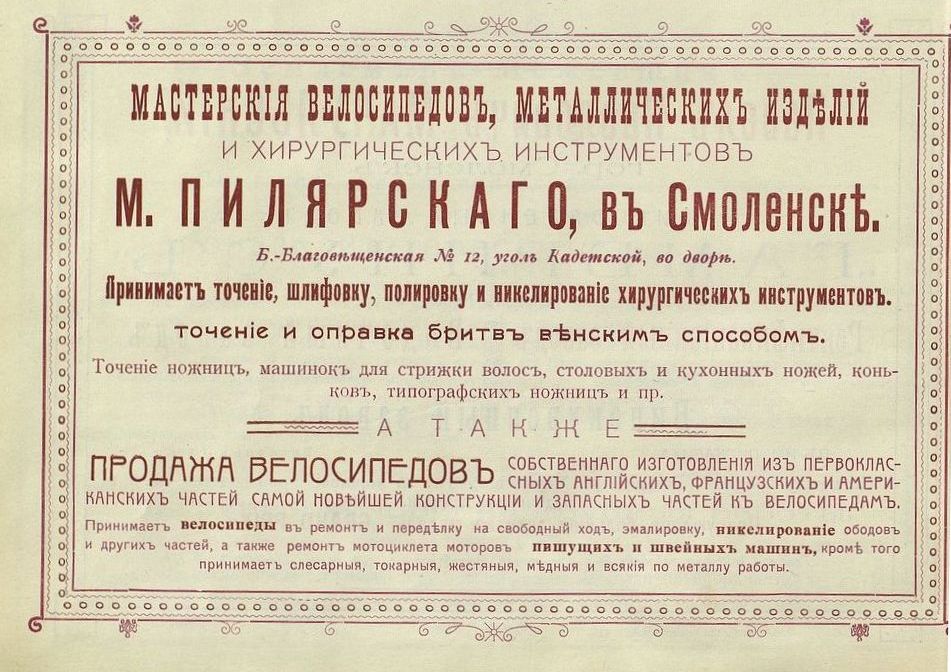 МАСТЕРСКІЯ ВЕЛОСИПЕДОВЪ, МЕТАЛЛИЧЕСКИХЪ ИЗДѢЛІЙ
И ХИРУРГИЧЕСКИХЪ ИНСТРУМЕНТОВЪ
М. ПИЛЯРСКАГО, въ Смоленскѣ.
Б.-Благовѣщенская № 12, уголъ Кадетской, во дворѣ.
Принимаетъ точеніе, шлифовку, полировку и никелированіе хирургическихъ инструментовъ.
точеніе и оправка бритвъ вѣнскимъ способомъ.
Точеніе ножницъ, машинокъ для стрижки волосъ, столовыхъ и кухонныхъ ножей, конь-
ковъ, типографскихъ ножницъ и пр.
А ТАКЖЕ
ПРОДАЖА ВЕЛОСИПЕДОВЪ СОБСТВЕННАГО ИЗГОТОВЛЕНІЯ ИЗЪ ПЕРВОКЛАС-
СНЫХЪ АНГЛІЙСКИХЪ, ФРАНЦУЗСКИХЪ И АМЕРИ-
КАНСКИХЪ ЧАСТЕЙ САМОЙ НОВѢЙШЕЙ КОНСТРУКЦІИ И ЗАПАСНЫХЪ ЧАСТЕЙ КЪ ВЕЛОСИПЕДАМЪ.
Принимаетъ велосипеды въ ремонтъ и передѣлку на свободный ходъ, эмалировку, никелированіе ободовъ
и другихъ частей, а также ремонтъ мотоциклета моторовъ пишущихъ и швейныхъ машинъ, кромѣ того
принимаетъ слесарныя, токарныя, жестяныя, мѣдныя и всякія по металлу работы.